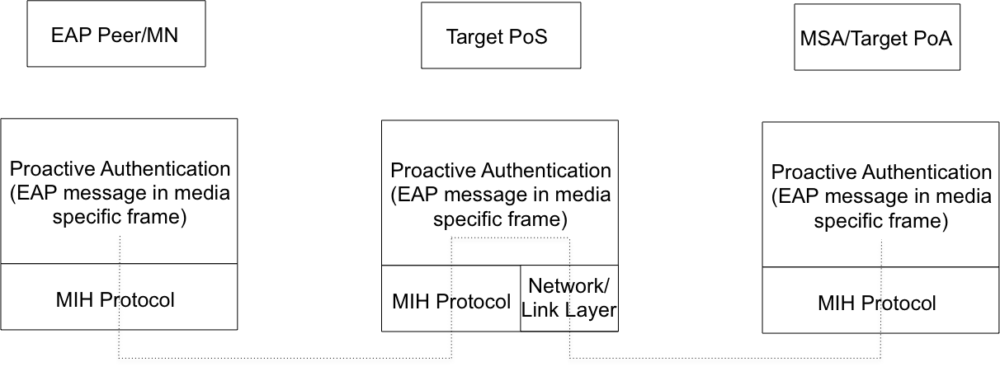 EAP Peer/MN
Target PoS
MSA/Target PoA
Proactive Authentication
(EAP message in media
specific frame)
MIH Protocol
Proactive Authentication
(EAP message in media
specific frame)
MIH Protocol
Network/
Link Layer
Proactive Authentication
(EAP message in media
specific frame)
MIH Protocol